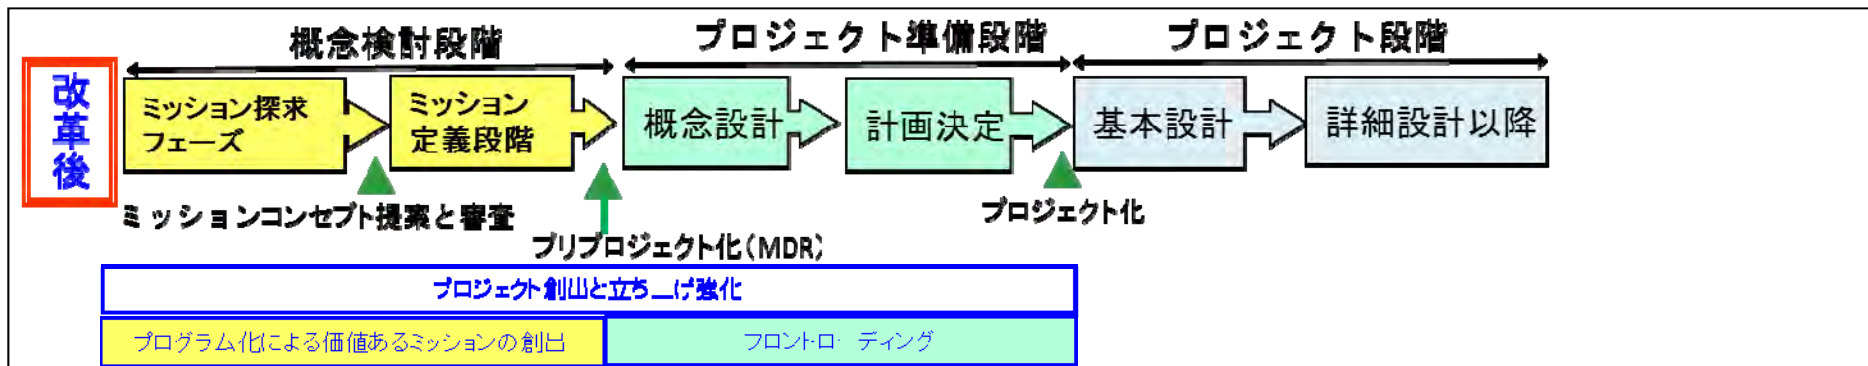 概念検討段階
プロジェクト準備段階
プロジェクト段階
改革後
ミッション探求
フェーズ
ミッション
定義段階
概念設計
計画決定
基本設計
詳細設計以降
ミッションコンセプト提案と審査
プリプロジェクト化(MDR)
プロジェクト化
プロジェクト創出と立ち上げ強化
プログラム化による価値あるミッションの創出
フロントローディング